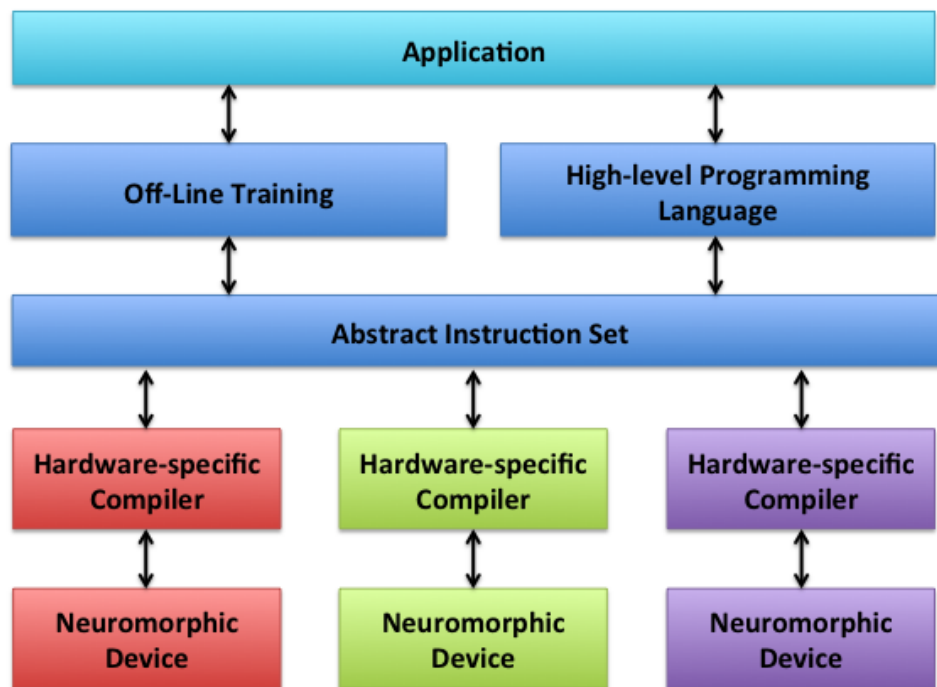 Application
Off-Line Training
High-level Programming
Language
Abstract Instruction Set
Hardware-specific
Compiler
Hardware-specific
Compiler
Hardware-specific
Compiler
Neuromorphic
Device
Neuromorphic
Device
Neuromorphic
Device